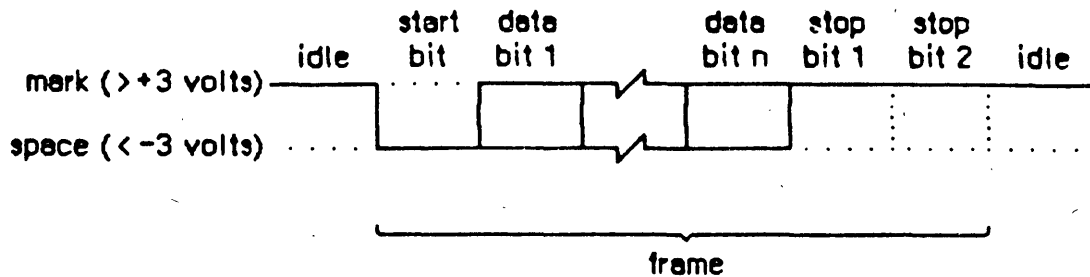 start data data stop stop
idle bit bit 1 bit n bit 1 bit 2 idle
mark (> +3 volts)
space (< -3 volts)
frame